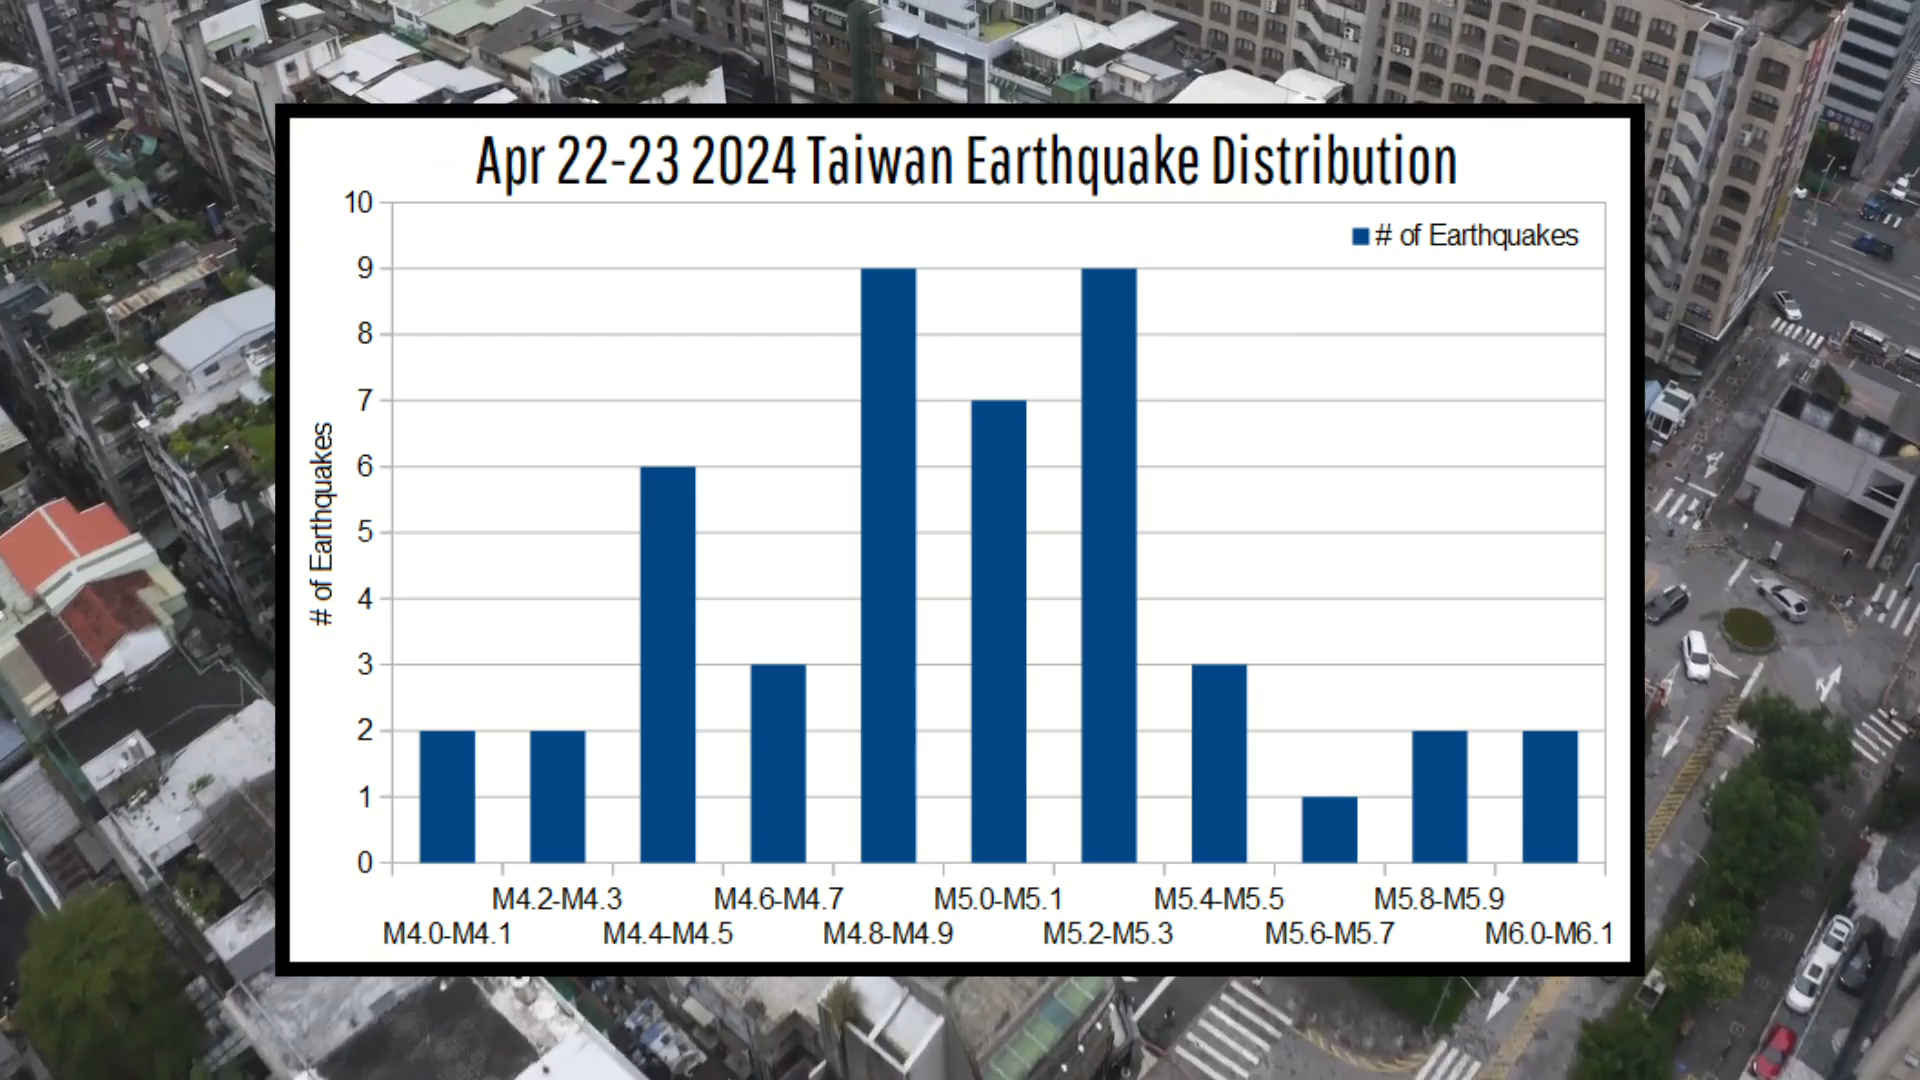 Apr 22-23 2024 Taiwan Earthquake Distribution
# of Earthquakes
# of Earthquakes
10
9
8
7
6
5
4
3
2
1
0
M4.0-M4.1
M4.2-M4.3
M4.4-M4.5
M4.6-M4.7
M4.8-M4.9
M5.0-M5.1
M5.2-M5.3
M5.4-M5.5
M5.6-M5.7
M5.8-M5.9
M6.0-M6.1